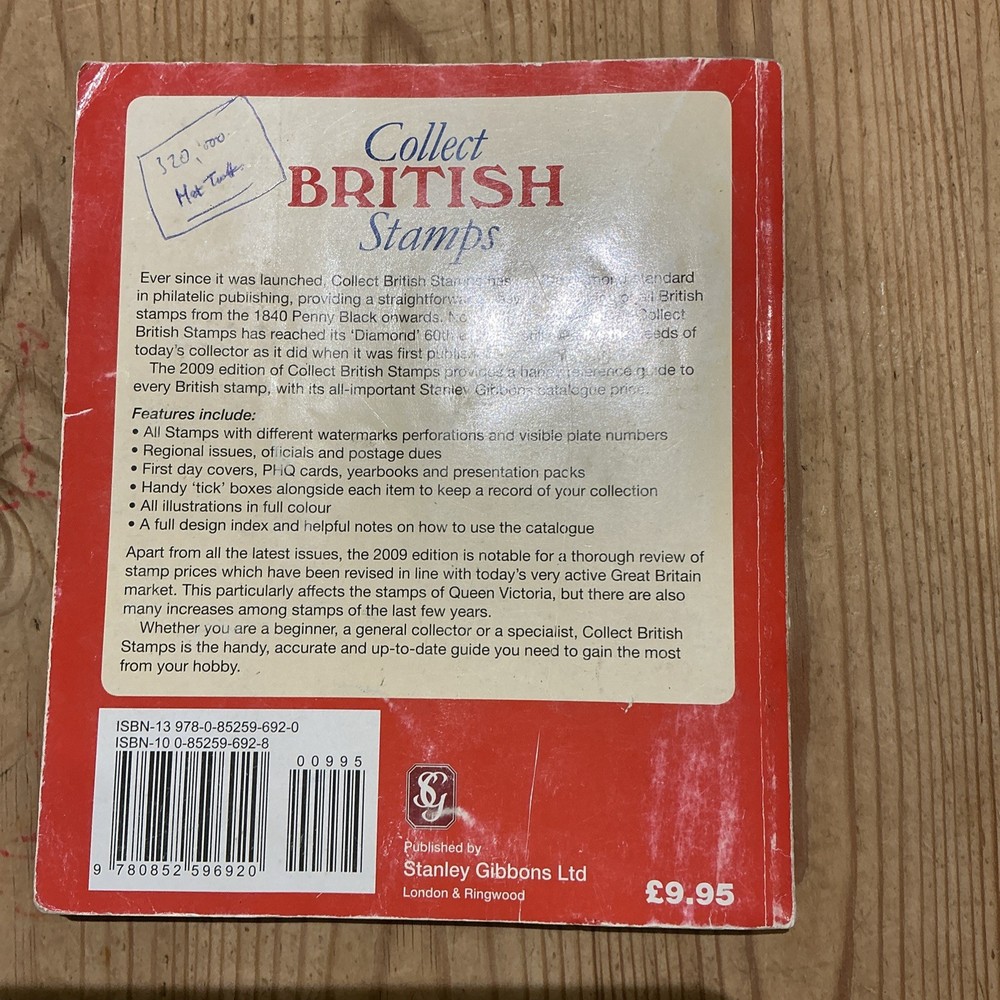 Collect
BRITISH
Stamps
Ever since it was launched, Collect British Stamps has standard
in philatelic publishing, providing a straightforward British
stamps from the 1840 Penny Black onwards. Collect
British Stamps has reached its ‘Diamond’ 60th needs of
today’s collector as it did when it was first
The 2009 edition of Collect British Stamps provides a handy reference guide to
every British stamp, with its all-important Stanley Gibbons catalogue price.
Features include:
• All Stamps with different watermarks perforations and visible plate numbers
• Regional issues, officials and postage dues
• First day covers, PHQ cards, yearbooks and presentation packs
• Handy ‘tick’ boxes alongside each item to keep a record of your collection
• All illustrations in full colour
• A full design index and helpful notes on how to use the catalogue
Apart from all the latest issues, the 2009 edition is notable for a thorough review of
stamp prices which have been revised in line with today’s very active Great Britain
market. This particularly affects the stamps of Queen Victoria, but there are also
many increases among stamps of the last few years.
Whether you are a beginner, a general collector or a specialist, Collect British
Stamps is the handy, accurate and up-to-date guide you need to gain the most
from your hobby.
ISBN-13 978-0-85259-692-0
ISBN-10 0-85259-692-8
00995
9 780852 596920
SG
Published by
Stanley Gibbons Ltd
London & Ringwood
£9.95